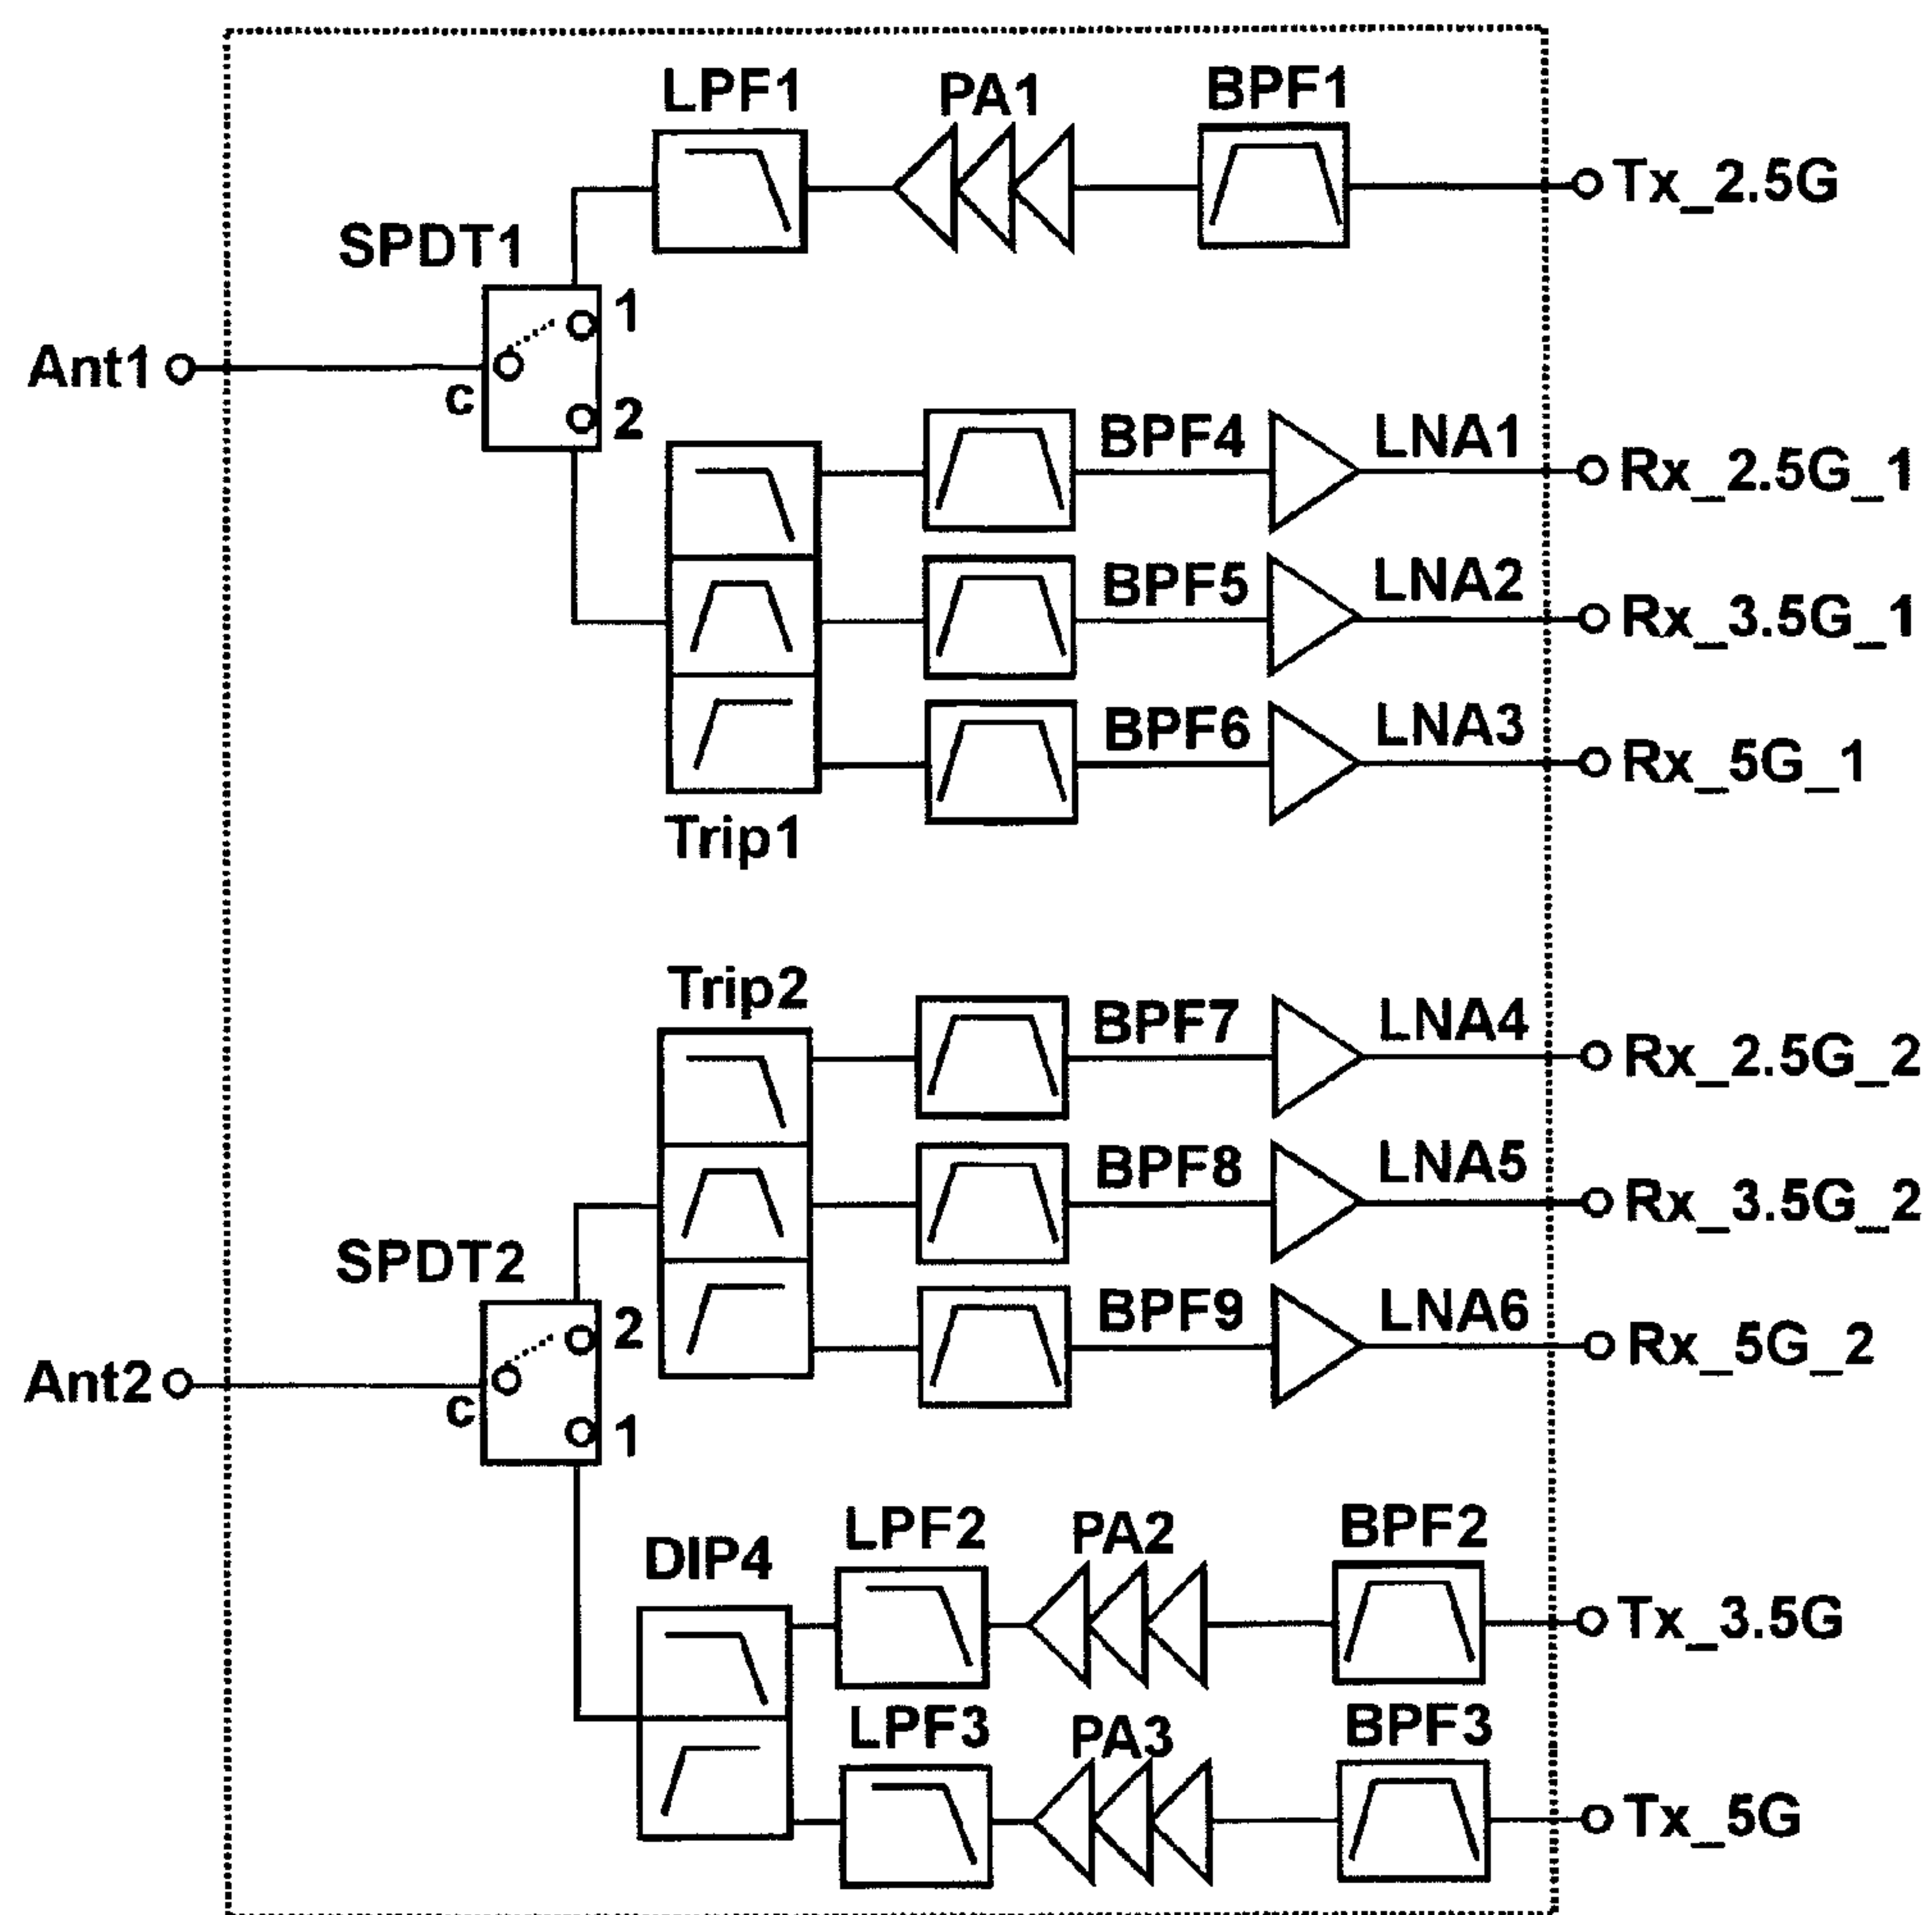 LPF1 PA1 BPF1
Tx_2.5G
SPDT1
1
Ant1
c
2
BPF4 LNA1
Rx_2.5G_1
BPF5 LNA2
Rx_3.5G_1
BPF6 LNA3
Rx_5G_1
Trip1
Trip2
BPF7 LNA4
Rx_2.5G_2
BPF8 LNA5
Rx_3.5G_2
SPDT2
BPF9 LNA6
2
Rx_5G_2
Ant2
c
1
LPF2 PA2 BPF2
DIP4
Tx_3.5G
LPF3 PA3 BPF3
Tx_5G